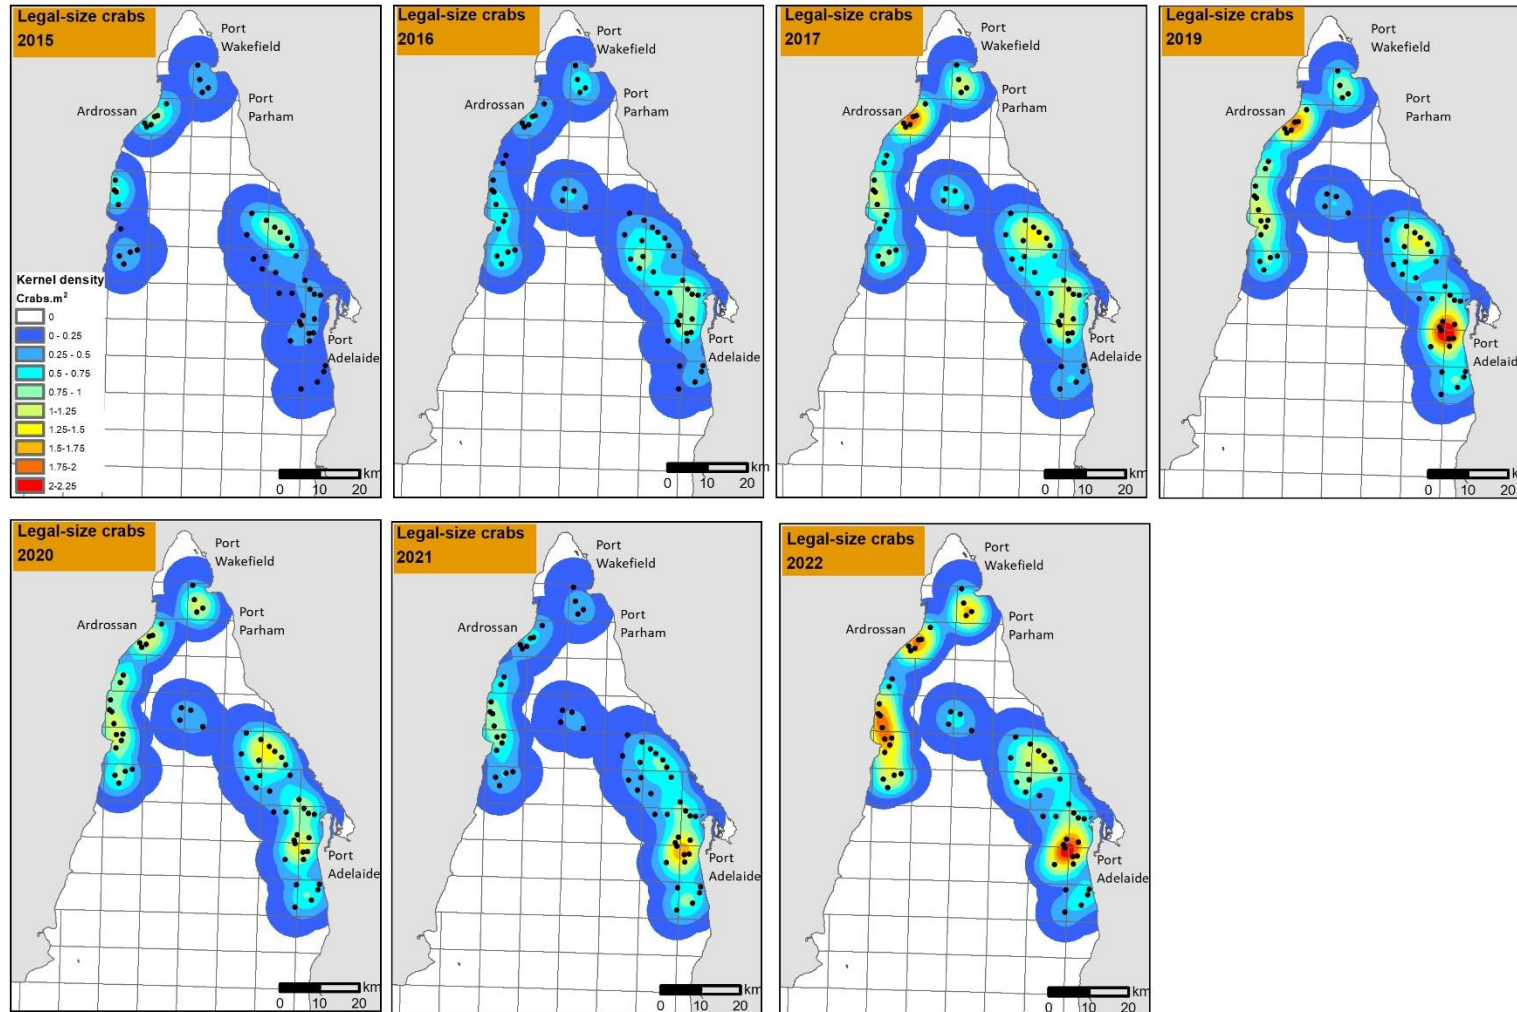 Legal-size crabs
2015
Port
Wakefield
Ardrossan
Port
Parham
Kernel density
Crabs.m²
0
0 - 0.25
0.25 - 0.5
0.5 - 0.75
0.75 - 1
1-1.25
1.25-1.5
1.5-1.75
1.75-2
2-2.25
Port
Adelaide
km
0 10 20
Legal-size crabs
2016
Port
Wakefield
Ardrossan
Port
Parham
Port
Adelaide
km
0 10 20
Legal-size crabs
2017
Port
Wakefield
Ardrossan
Port
Parham
Port
Adelaide
km
0 10 20
Legal-size crabs
2019
Port
Wakefield
Ardrossan
Port
Parham
Port
Adelaide
k
0 10
Legal-size crabs
2020
Port
Wakefield
Ardrossan
Port
Parham
Port
Adelaide
km
0 10 20
Legal-size crabs
2021
Port
Wakefield
Ardrossan
Port
Parham
Port
Adelaide
km
0 10 20
Legal-size crabs
2022
Port
Wakefield
Ardrossan
Port
Parham
Port
Adelaide
km
0 10 20